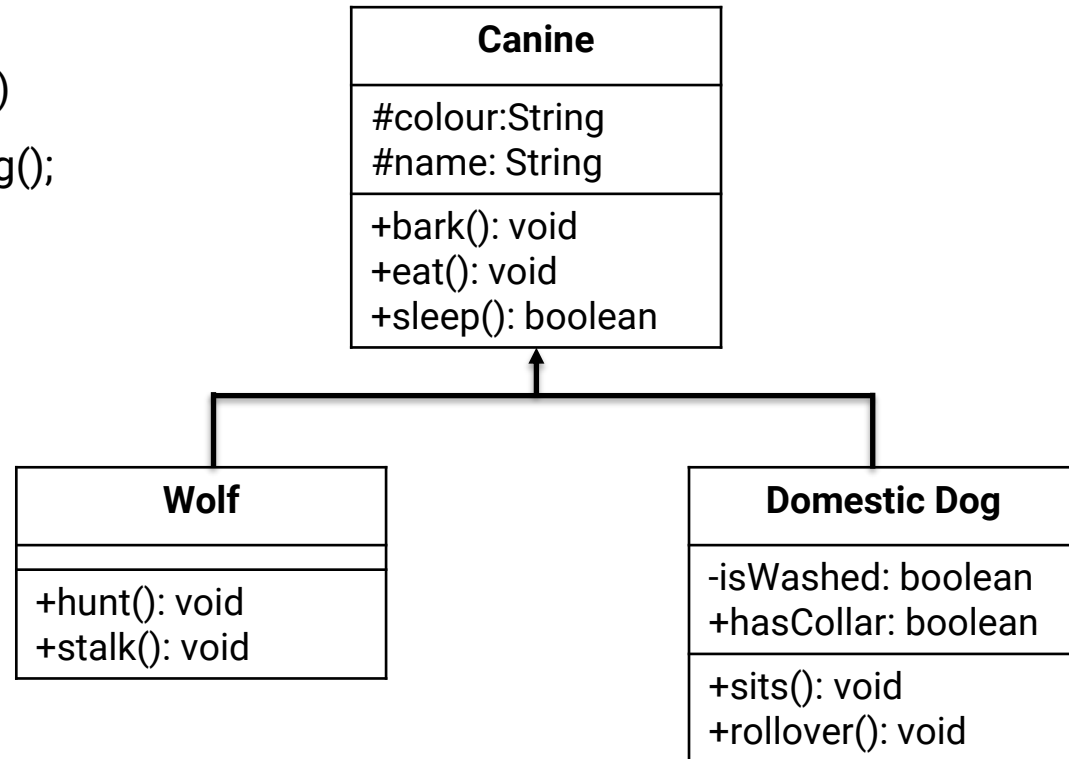 )
g();
Canine
#colour:String
#name: String
+bark(): void
+eat(): void
+sleep(): boolean
Wolf
+hunt(): void
+stalk(): void
Domestic Dog
-isWashed: boolean
+hasCollar: boolean
+sits(): void
+rollover(): void